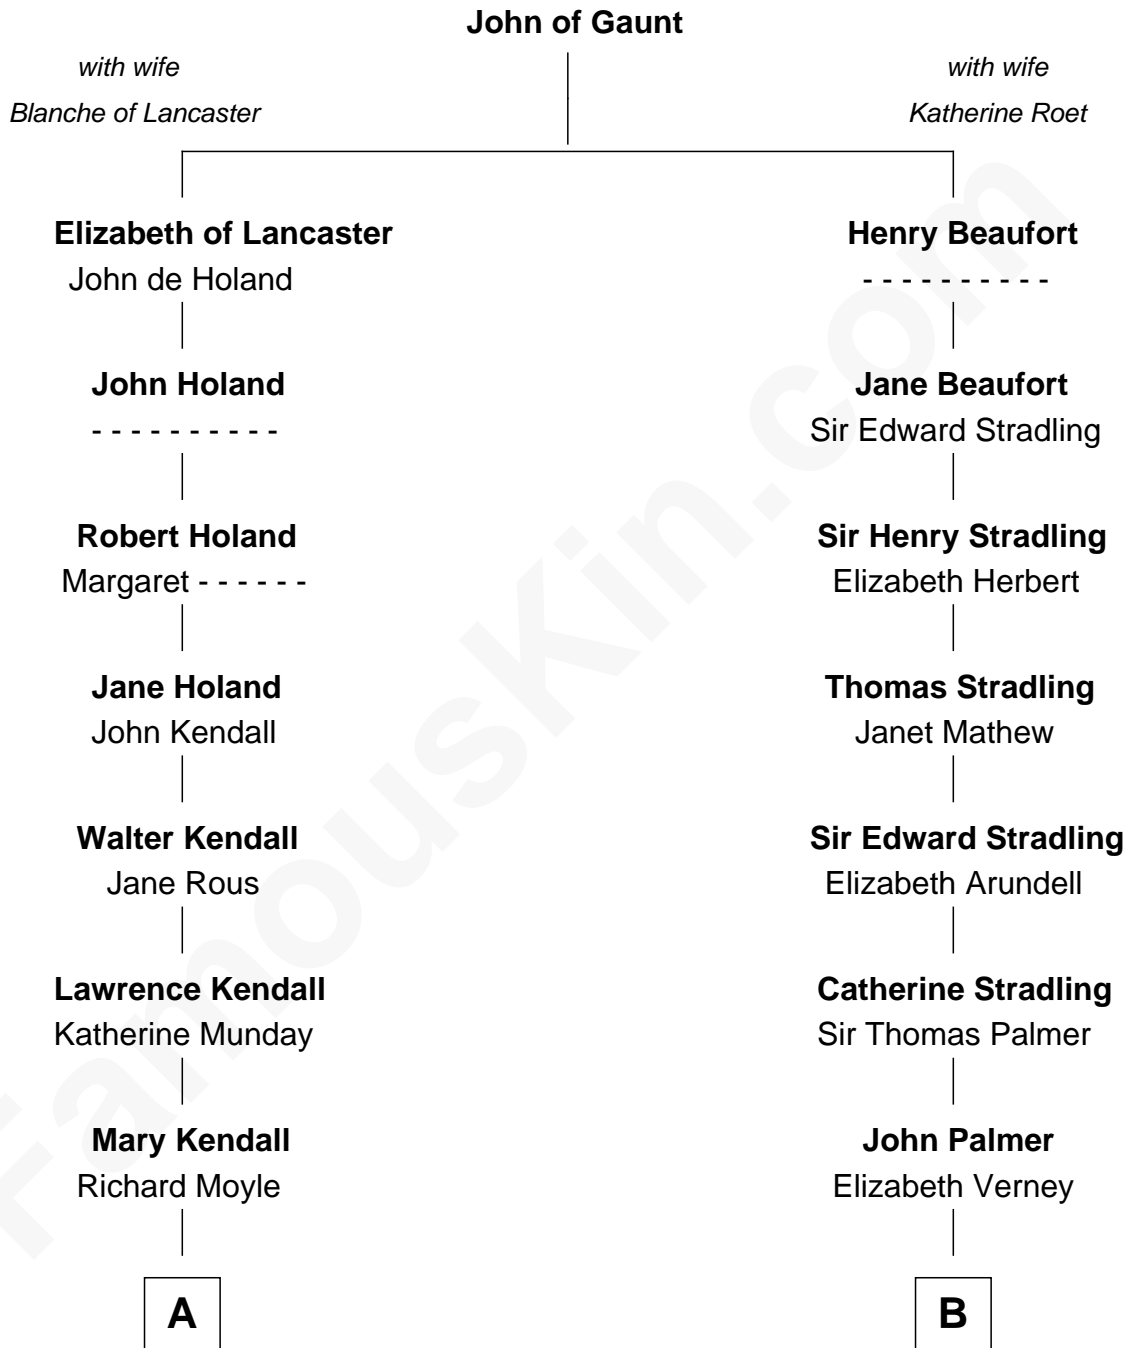 John of Gaunt
with wife
Blanche of Lancaster
with wife
Katherine Roet
Elizabeth of Lancaster
John de Holand
John Holand
- - - - - - - - - -
Robert Holand
Margaret - - - - - -
Jane Holand
John Kendall
Walter Kendall
Jane Rous
Lawrence Kendall
Katherine Munday
Mary Kendall
Richard Moyle
A
Henry Beaufort
- - - - - - - - - -
Jane Beaufort
Sir Edward Stradling
Sir Henry Stradling
Elizabeth Herbert
Thomas Stradling
Janet Mathew
Sir Edward Stradling
Elizabeth Arundell
Catherine Stradling
Sir Thomas Palmer
John Palmer
Elizabeth Verney
B
FamousKin.com